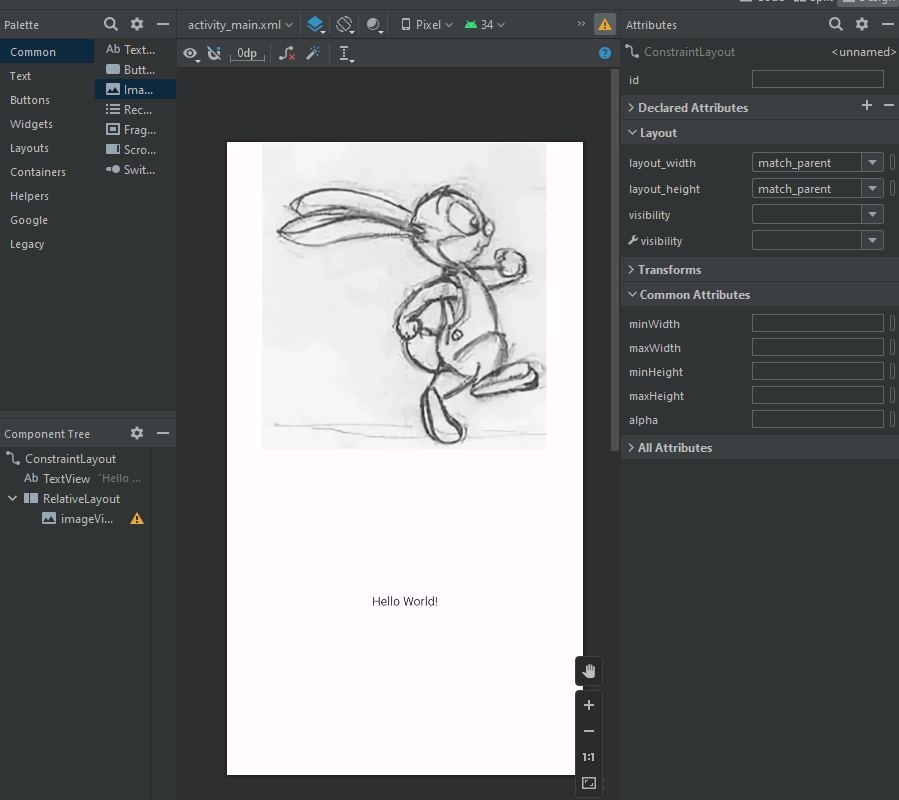 Palette
Common
Text
Buttons
Widgets
Layouts
Containers
Helpers
Google
Legacy
Ab Text...
Butt...
Ima...
Rec...
Frag...
Scro...
Swit...
Component Tree
ConstraintLayout
Ab TextView "Hello ...
RelativeLayout
imageVi...
activity_main.xml
Pixel
34
0dp
?
Hello World!
1:1
Attributes
ConstraintLayout <unnamed>
id
Declared Attributes
Layout
layout_width match_parent
layout_height match_parent
visibility
visibility
Transforms
Common Attributes
minWidth
maxWidth
minHeight
maxHeight
alpha
All Attributes